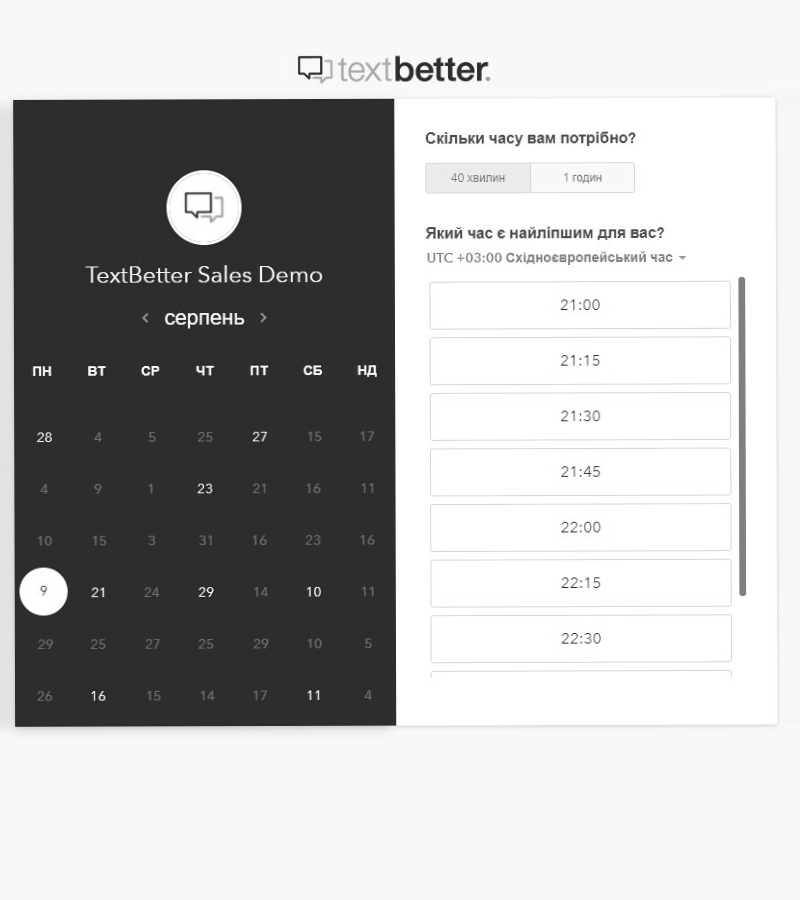 textbetter.
TextBetter Sales Demo
< серпень >
ПН ВТ СР ЧТ ПТ СБ НД
28 4 5 25 27 15 17
4 9 1 23 21 16 11
10 15 3 31 16 23 16
9 21 24 29 14 10 11
29 25 27 25 29 10 5
26 16 15 14 17 11 4
Скільки часу вам потрібно?
40 хвилин 1 годин
Який час є найліпшим для вас?
UTC +03:00 Східноєвропейський час
21:00
21:15
21:30
21:45
22:00
22:15
22:30